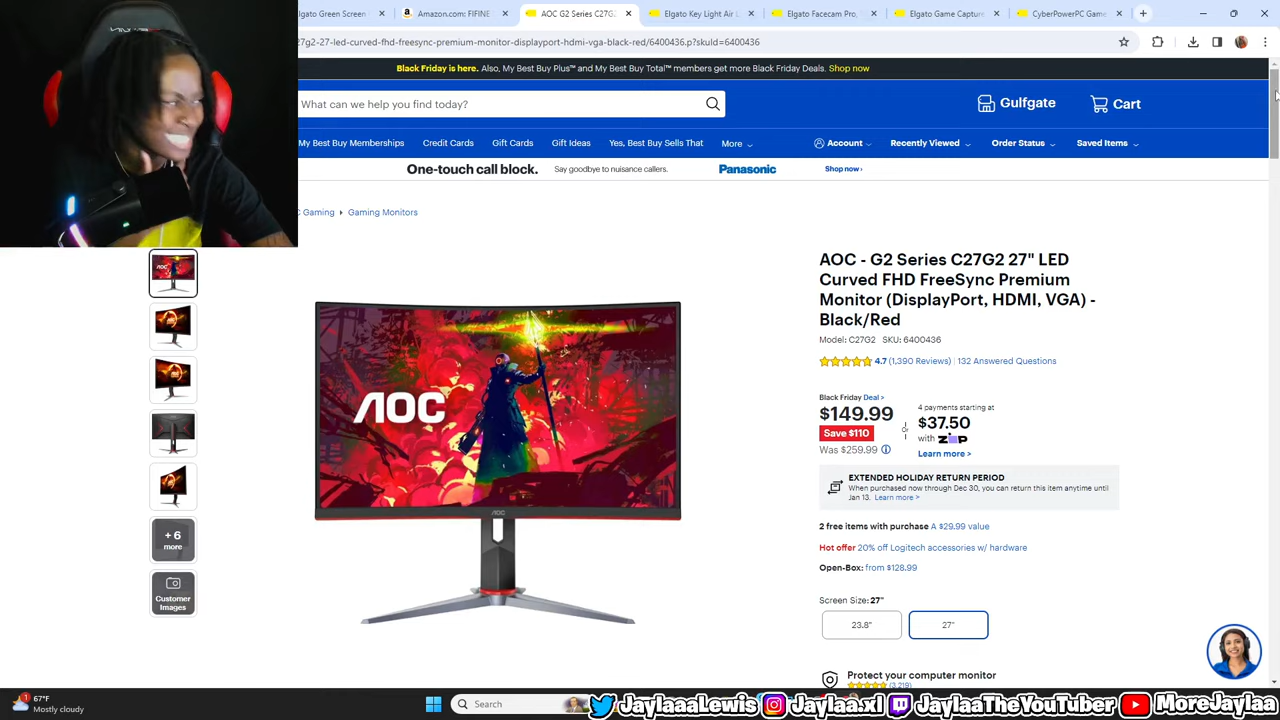 lgato Green Screen
Amazon.com: FIFINE
AOC G2 Series C27G2
Elgato Key Light A
Elgato Facecam Pro,
Elgato Game Captur
CyberPowerPC Game
27g2-27-led-curved-fhd-freesync-premium-monitor-displayport-hdmi-vga-black-red/6400436.p?skuId=6400436
Black Friday is here. Also, My Best Buy Plus™ and My Best Buy Total™ members get more Black Friday Deals. Shop now
What can we help you find today?
Gulfgate
Cart
My Best Buy Memberships
Credit Cards
Gift Cards
Gift Ideas
Yes, Best Buy Sells That
More
Account
Recently Viewed
Order Status
Saved Items
One-touch call block.
Say goodbye to nuisance callers.
Panasonic
Shop now ›
C Gaming
Gaming Monitors
AOC - G2 Series C27G2 27" LED
Curved FHD FreeSync Premium
Monitor (DisplayPort, HDMI, VGA) -
Black/Red
Model: C27G2 SKU: 6400436
4.7 (1,390 Reviews) | 132 Answered Questions
Black Friday Deal >
$149.99
Save $110
Was $259.99
or
4 payments starting at
$37.50
with ZIP
Learn more >
EXTENDED HOLIDAY RETURN PERIOD
When purchased now through Dec 30, you can return this item anytime until
Jan 13. Learn more >
2 free items with purchase A $29.99 value
Hot offer 20% off Logitech accessories w/ hardware
Open-Box: from $128.99
Screen Size: 27"
23.8"
27"
Protect your computer monitor
(3,219)
AOC
AOC
AOC
+ 6
more
Customer
Images
1
67°F
Mostly cloudy
Search
JaylaaaLewis
Jaylaa.xl
JaylaaTheYouTuber
MoreJaylaa